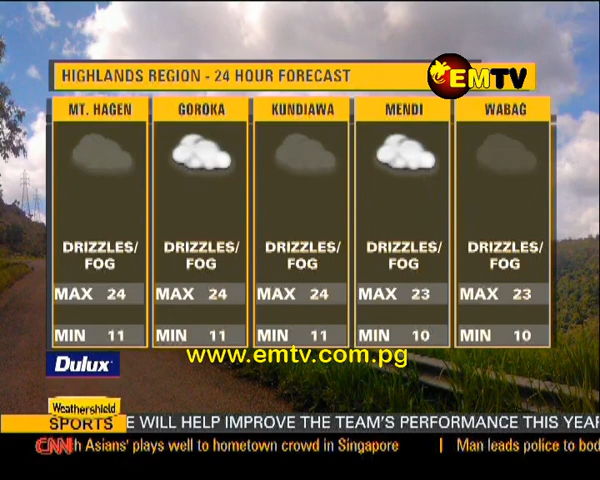 EMTV
HIGHLANDS REGION - 24 HOUR FORECAST
MT. HAGEN
DRIZZLES/
FOG
MAX 24
MIN 11
GOROKA
DRIZZLES/
FOG
MAX 24
MIN 11
KUNDIAWA
DRIZZLES/
FOG
MAX 24
MIN 11
MENDI
DRIZZLES/
FOG
MAX 23
MIN 10
WABAG
DRIZZLES/
FOG
MAX 23
MIN 10
www.emtv.com.pg
Dulux
Weathershield
SPORTS E WILL HELP IMPROVE THE TEAM'S PERFORMANCE THIS YEAR
CNN h Asians' plays well to hometown crowd in Singapore | Man leads police to bod